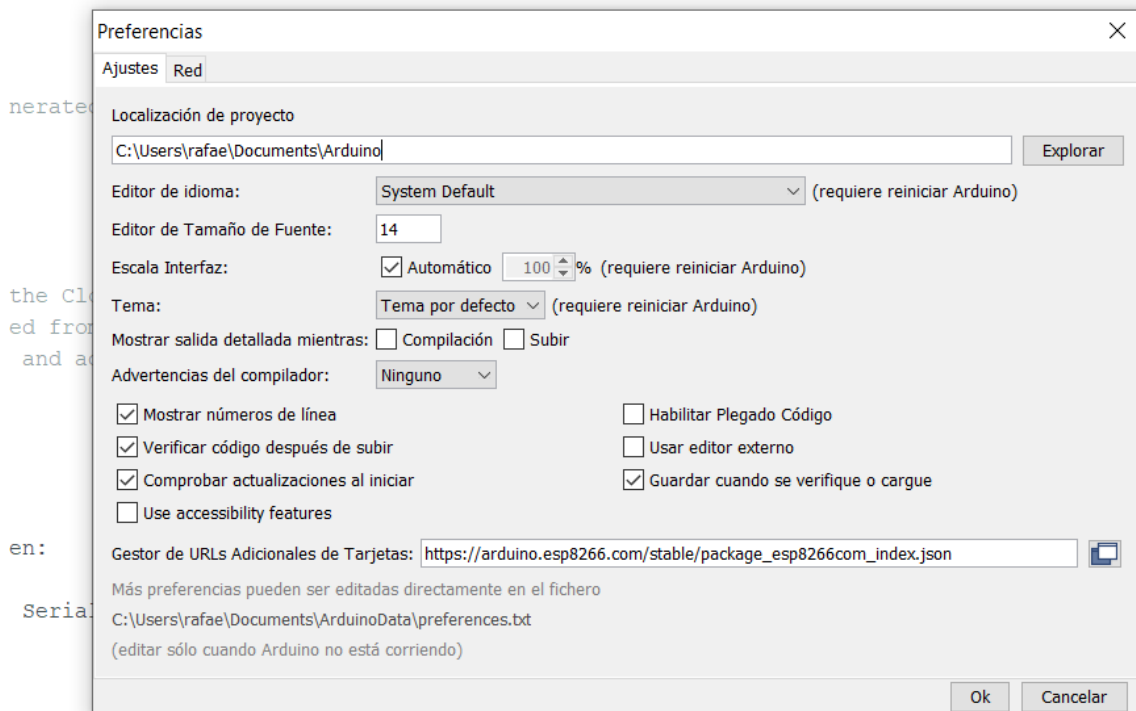 Preferencias
Ajustes Red
nerated
Localización de proyecto
C:\Users\rafae\Documents\Arduino Explorar
Editor de idioma: System Default (requiere reiniciar Arduino)
Editor de Tamaño de Fuente: 14
Escala Interfaz: Automático 100 % (requiere reiniciar Arduino)
the Clo
Tema: Tema por defecto (requiere reiniciar Arduino)
ed from
Mostrar salida detallada mientras: Compilación Subir
and ad
Advertencias del compilador: Ninguno
Mostrar números de línea Habilitar Plegado Código
Verificar código después de subir Usar editor externo
Comprobar actualizaciones al iniciar Guardar cuando se verifique o cargue
Use accessibility features
en:
Gestor de URLs Adicionales de Tarjetas: https://arduino.esp8266.com/stable/package_esp8266com_index.json
Más preferencias pueden ser editadas directamente en el fichero
Serial
C:\Users\rafae\Documents\ArduinoData\preferences.txt
(editar sólo cuando Arduino no está corriendo)
Ok Cancelar